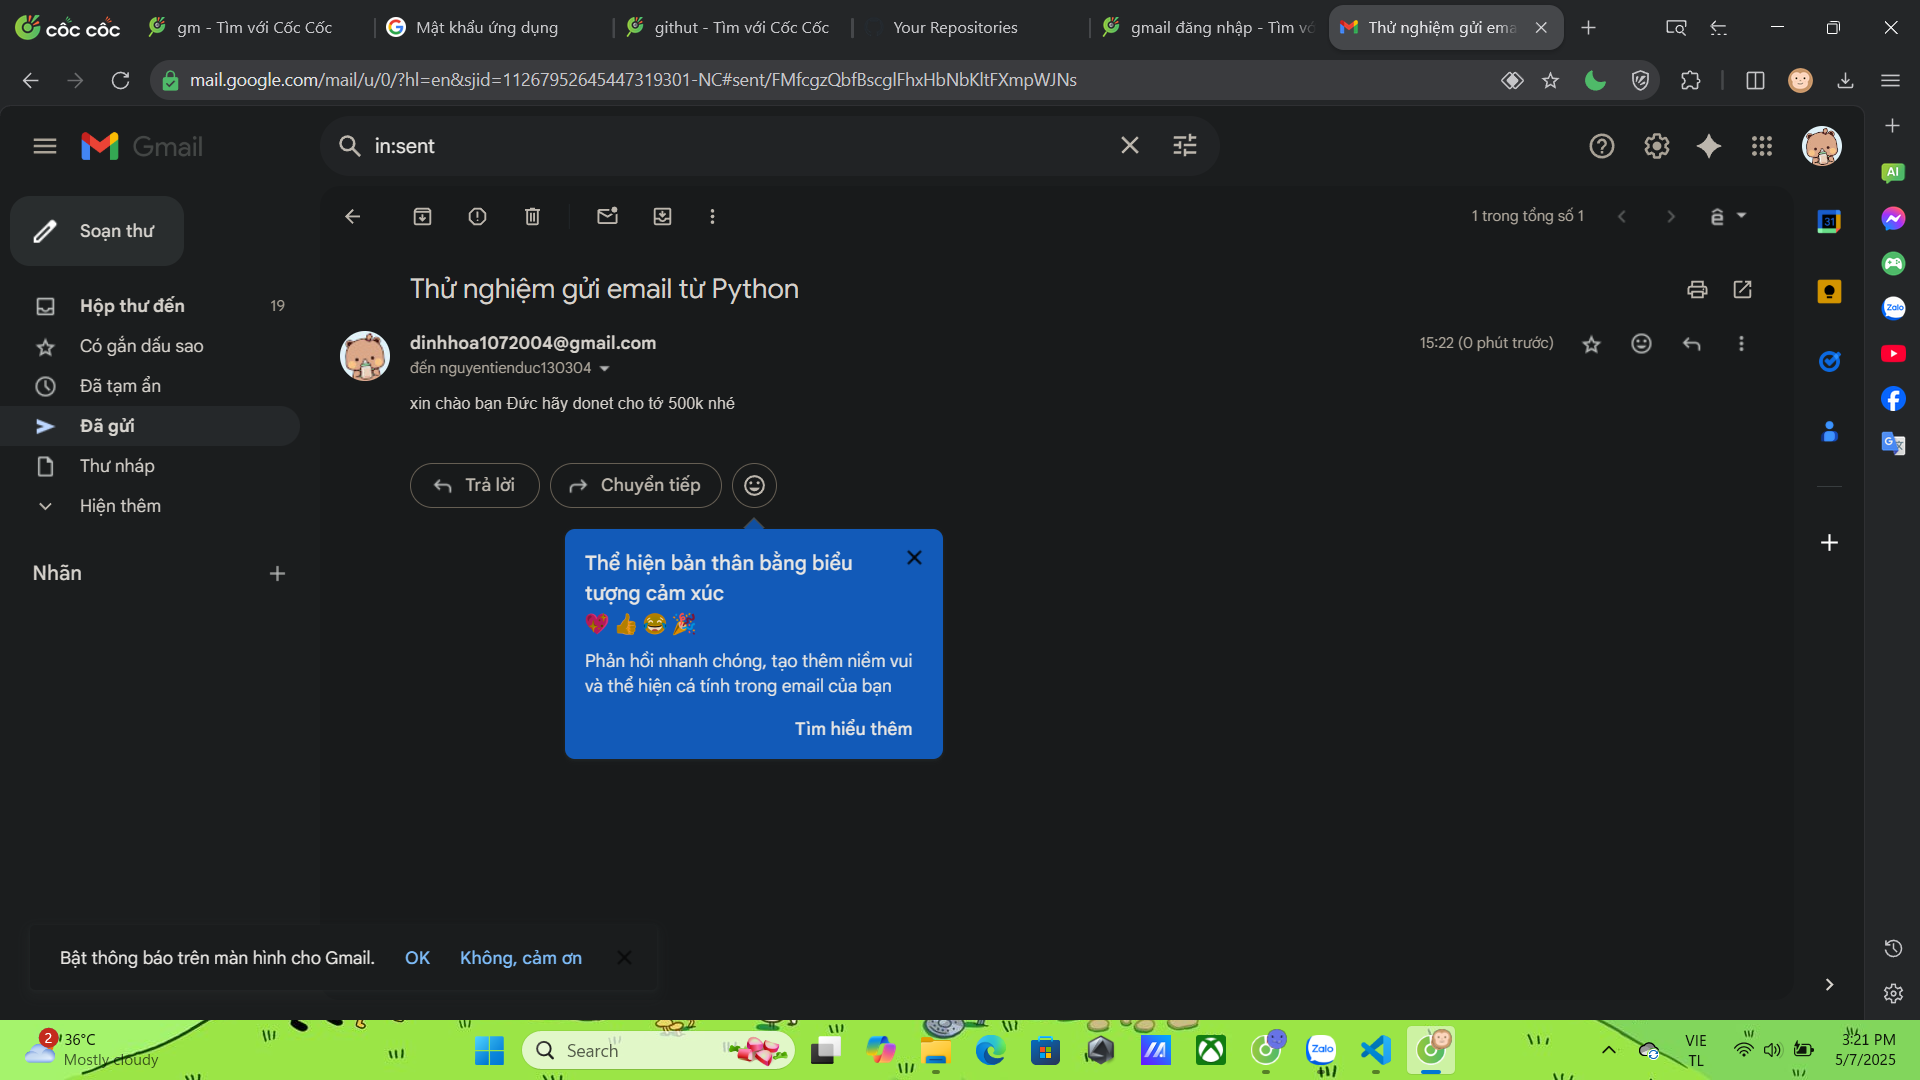 cốc cốc
gm - Tìm với Cốc Cốc
Mật khẩu ứng dụng
githut - Tìm với Cốc Cốc
Your Repositories
gmail đăng nhập - Tìm vớ
Thử nghiệm gửi ema
mail.google.com/mail/u/0/?hl=en&sjid=11267952645447319301-NC#sent/FMfcgzQbfBscglFhxHbNbKltFXmpWJNs
Gmail
in:sent
Soạn thư
1 trong tổng số 1
Hộp thư đến 19
Có gắn dấu sao
Đã tạm ẩn
Đã gửi
Thư nháp
Hiện thêm
Nhãn
Thử nghiệm gửi email từ Python
dinhhoa1072004@gmail.com
15:22 (0 phút trước)
đến nguyentienduc130304
xin chào bạn Đức hãy donet cho tớ 500k nhé
Trả lời
Chuyển tiếp
Thể hiện bản thân bằng biểu
tượng cảm xúc
💖👍😂🎉
Phản hồi nhanh chóng, tạo thêm niềm vui
và thể hiện cá tính trong email của bạn
Tìm hiểu thêm
Bật thông báo trên màn hình cho Gmail.
OK
Không, cảm ơn
31
AI
Zalo
2
36°C
Mostly cloudy
Search
Zalo
VIE
TL
3:21 PM
5/7/2025